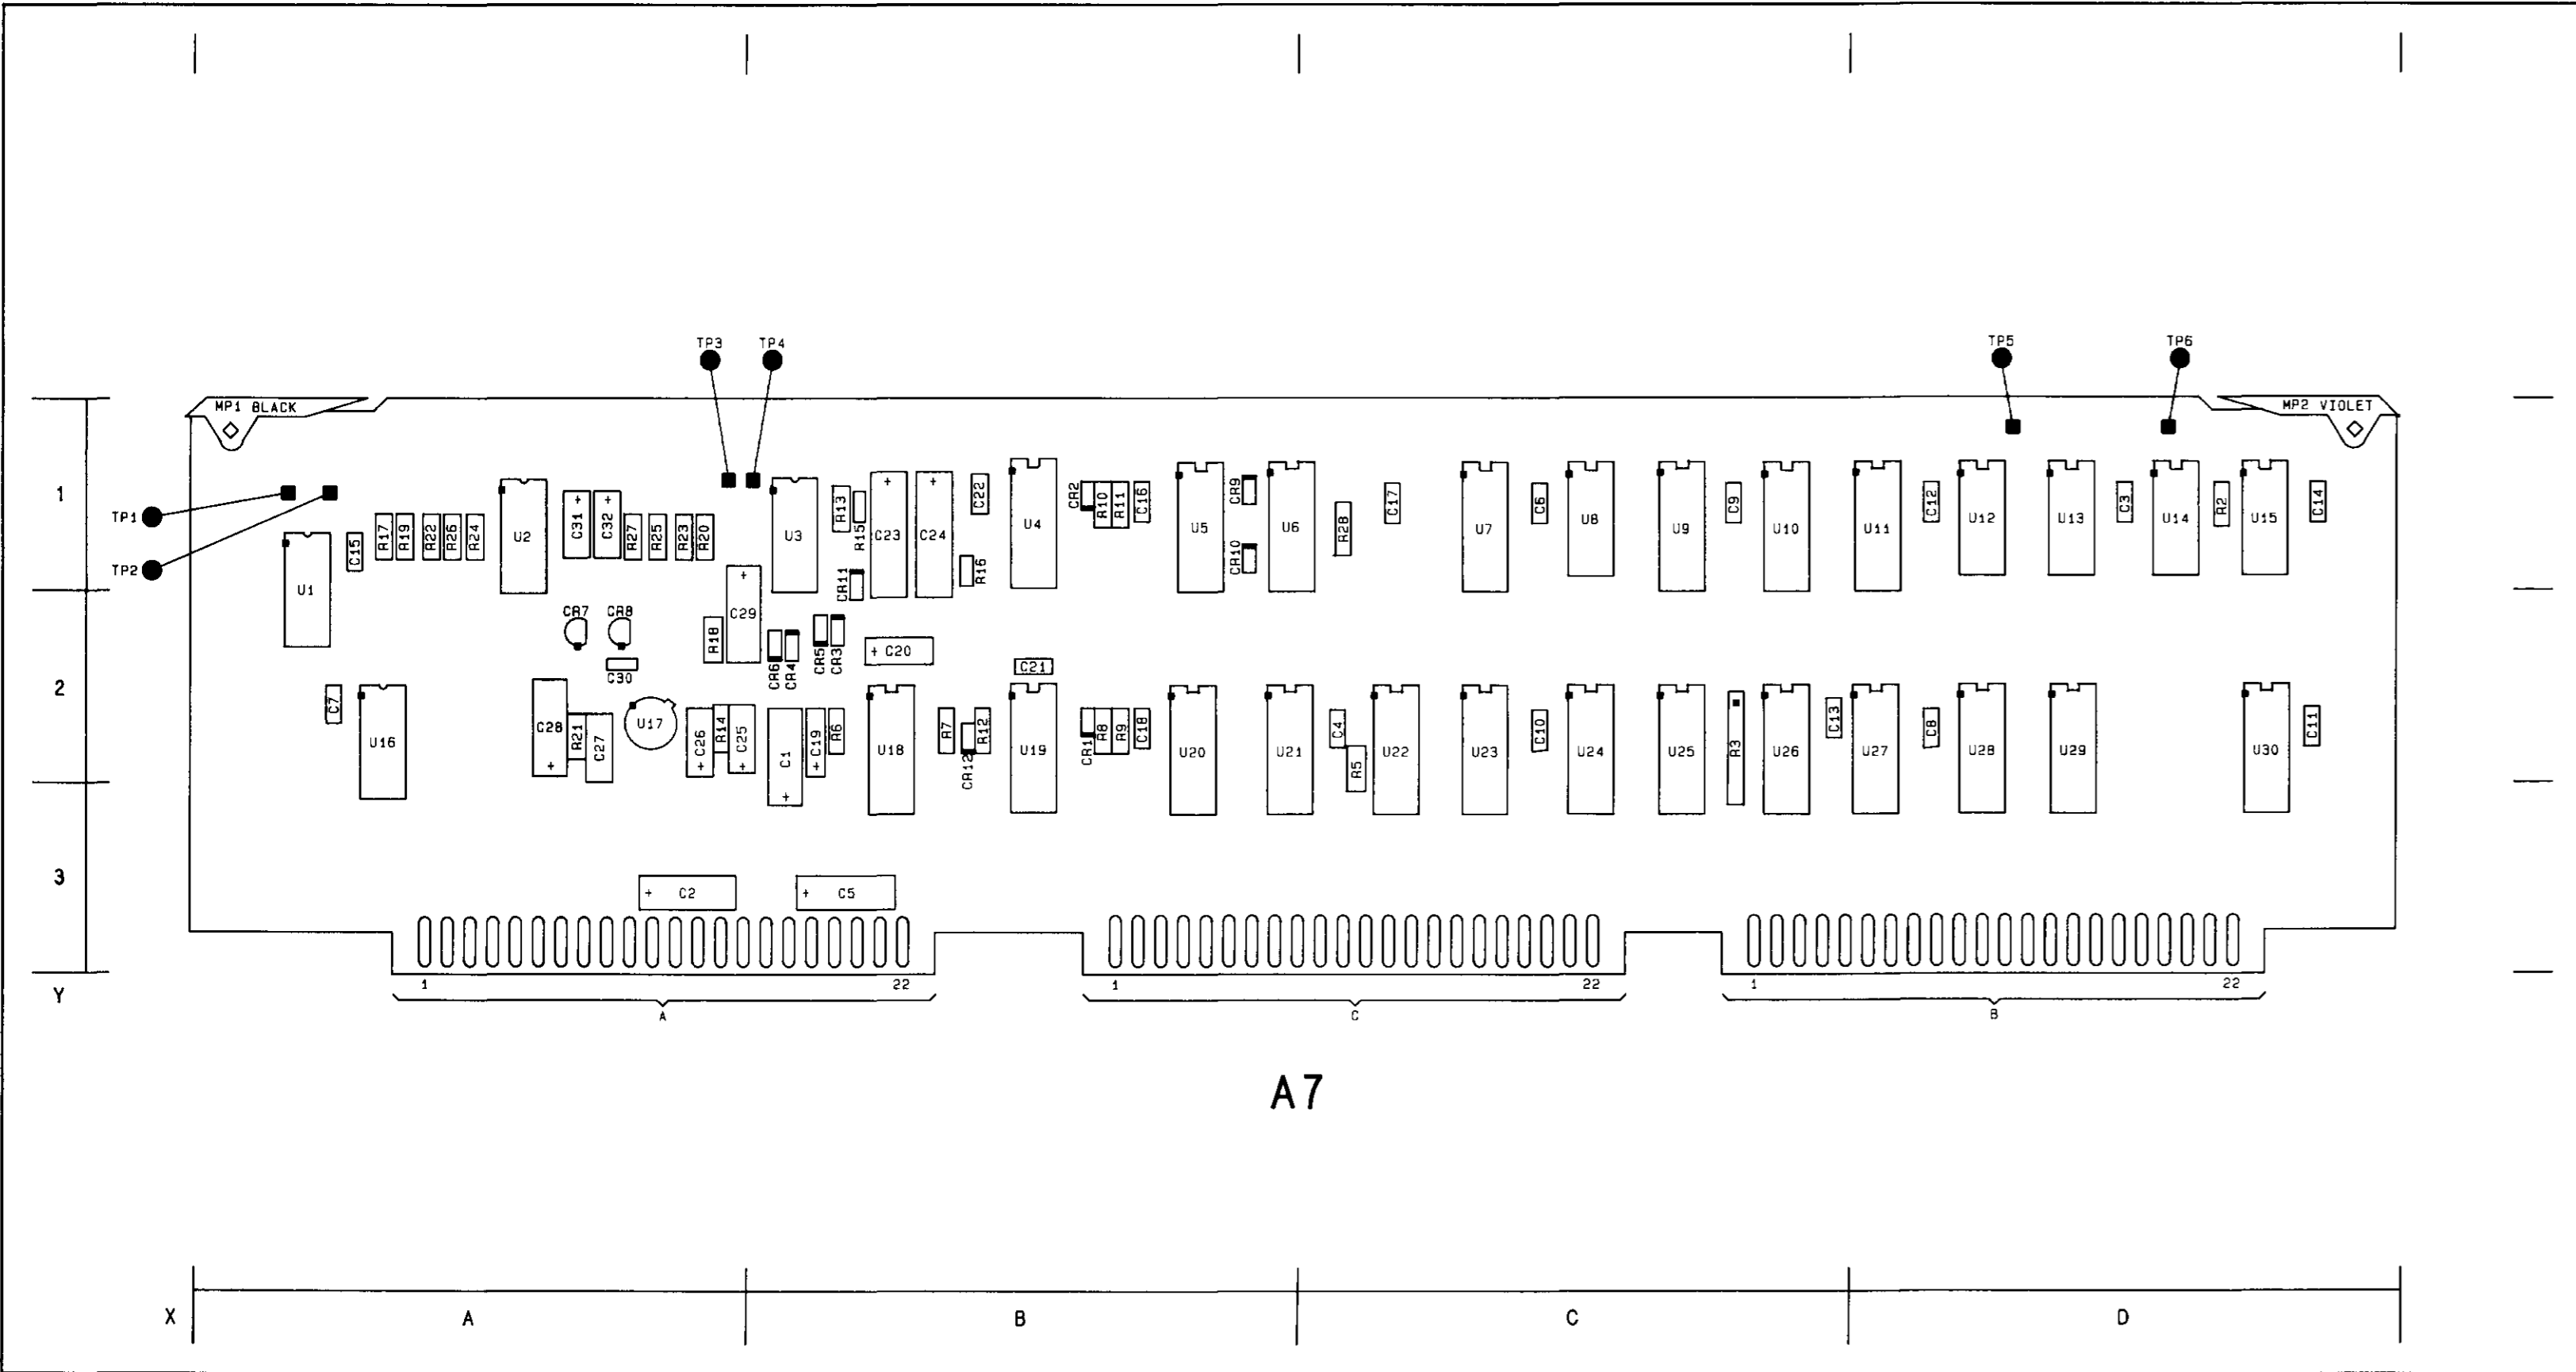 TP3 TP4 TP5 TP6
MP1 BLACK MP2 VIOLET
1
TP1
TP2
U1
C15
R17
R19
R22
R26
R24
U2
C31 +
C32 +
R27
R25
R23
R20
U3
R13
R15
CR11
+ C23
+ C24
C22
R16
U4
CR2
R10
R11
C16
U5
CR9
CR10
U6
R28
C17
U7
C6
U8
U9
C9
U10
U11
C12
U12
U13
C3
U14
R2
U15
C14
2
CR7 CR8
C30
R18
+ C29
CR6
CR4
CR5
CR3
+ C20
C21
C7
U16
C28 +
R21
C27
U17
C26 +
R14
C25 +
C1 +
C19 +
R6
U18
R7
CR12
R12
U19
CR1
R8
R9
C18
U20
U21
C4
R5
U22
U23
C10
U24
U25
R3
U26
C13
U27
C8
U28
U29
U30
C11
3
+ C2
+ C5
Y
1 22 1 22 1 22
A C B
A7
X A B C D